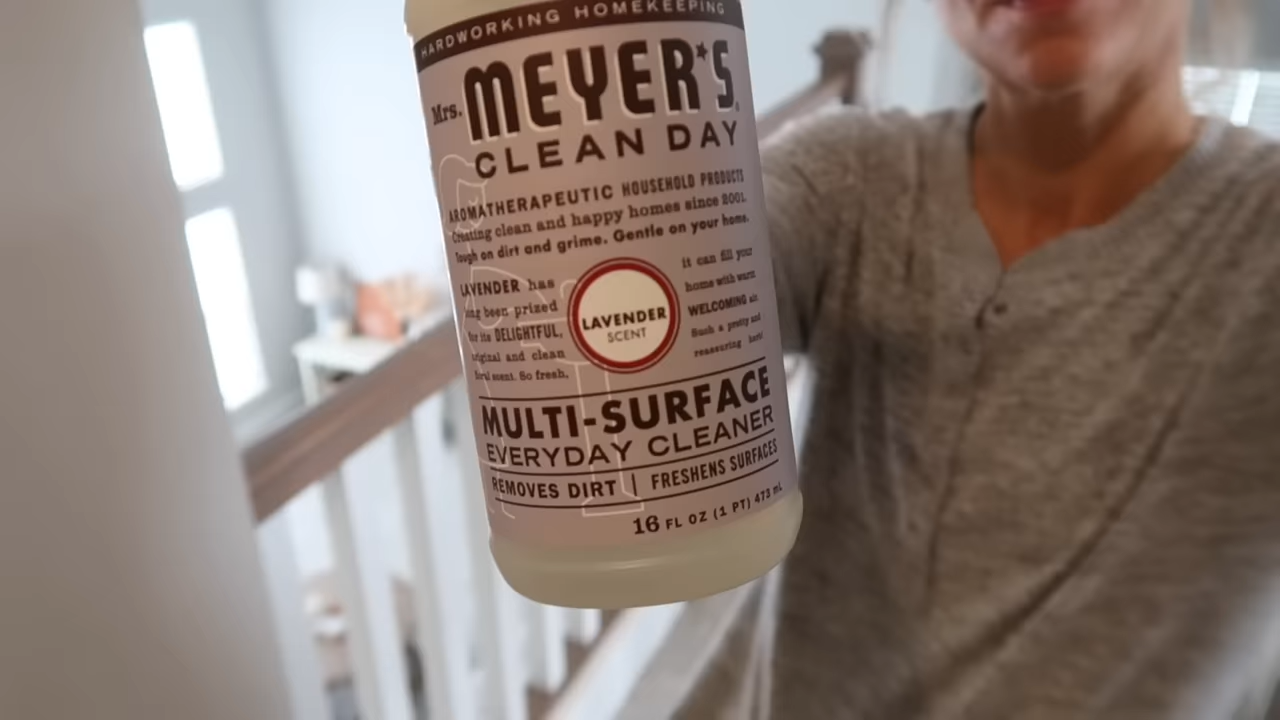 HARDWORKING HOMEKEEPING
Mrs. MEYER'S
CLEAN DAY
AROMATHERAPEUTIC HOUSEHOLD PRODUCTS
Creating clean and happy homes since 2001.
Tough on dirt and grime. Gentle on your home.
LAVENDER has
long been prized
for its DELIGHTFUL,
original and clean
floral scent. So fresh,
LAVENDER
SCENT
it can fill your
home with warm
WELCOMING air.
Such a pretty and
reassuring herb!
MULTI-SURFACE
EVERYDAY CLEANER
REMOVES DIRT | FRESHENS SURFACES
16 FL OZ (1 PT) 473 mL